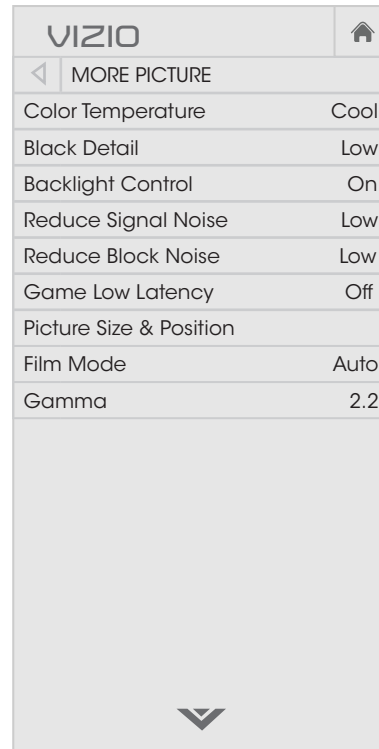 VIZIO
MORE PICTURE
Color Temperature Cool
Black Detail Low
Backlight Control On
Reduce Signal Noise Low
Reduce Block Noise Low
Game Low Latency Off
Picture Size & Position
Film Mode Auto
Gamma 2.2